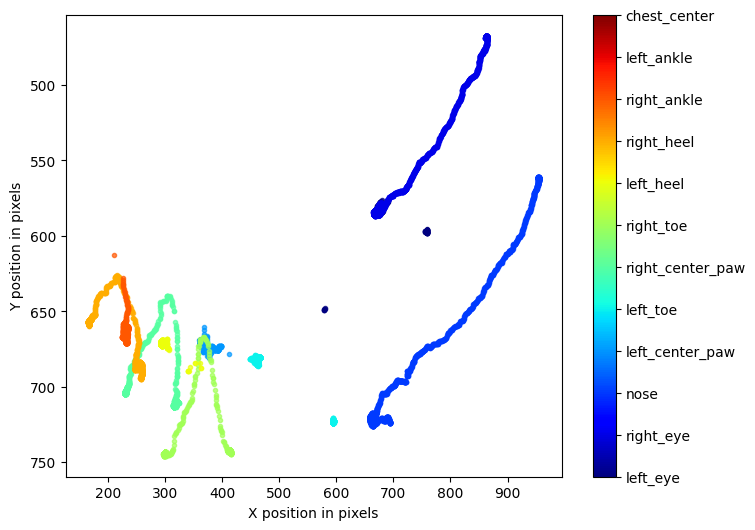 500
550
600
650
700
750
Y position in pixels
200
300
400
500
600
700
800
900
X position in pixels
chest_center
left_ankle
right_ankle
right_heel
left_heel
right_toe
right_center_paw
left_toe
left_center_paw
nose
right_eye
left_eye